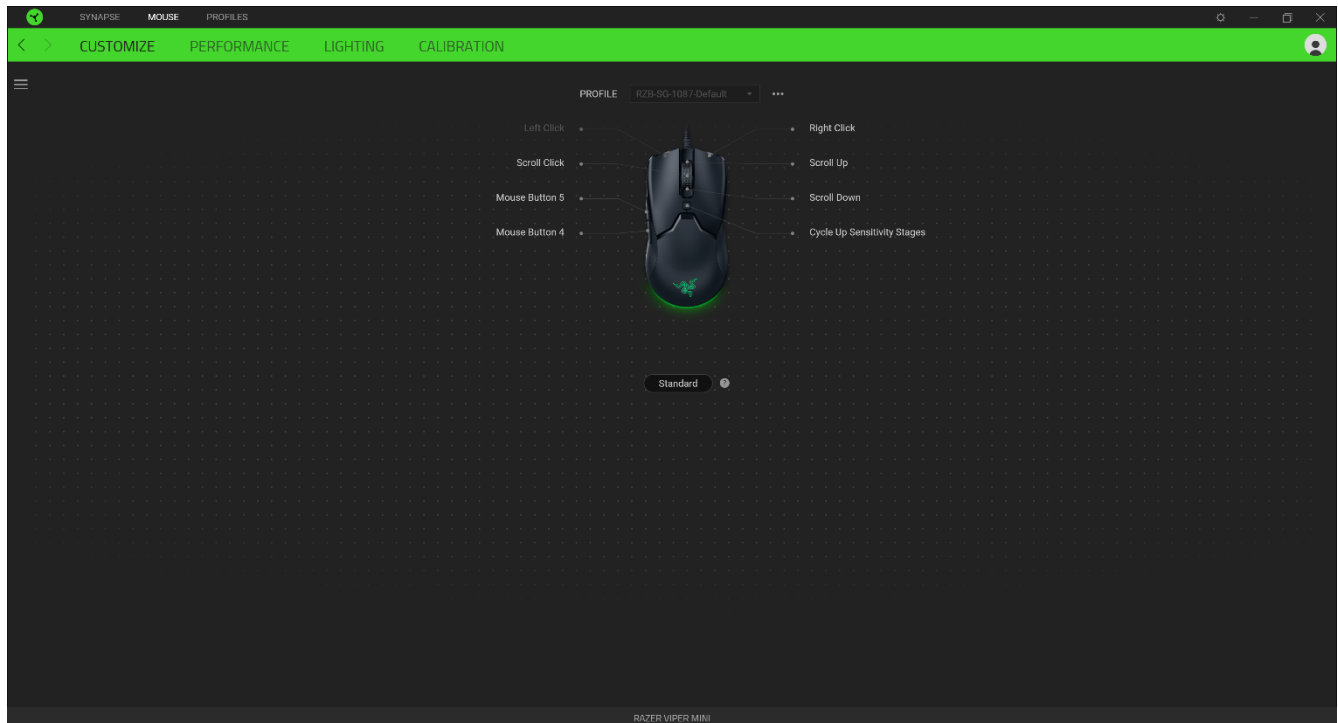 SYNAPSE MOUSE PROFILES
CUSTOMIZE PERFORMANCE LIGHTING CALIBRATION
PROFILE RZB-SG-1087-Default
Left Click Right Click
Scroll Click Scroll Up
Mouse Button 5 Scroll Down
Mouse Button 4 Cycle Up Sensitivity Stages
Standard ?
RAZER VIPER MINI